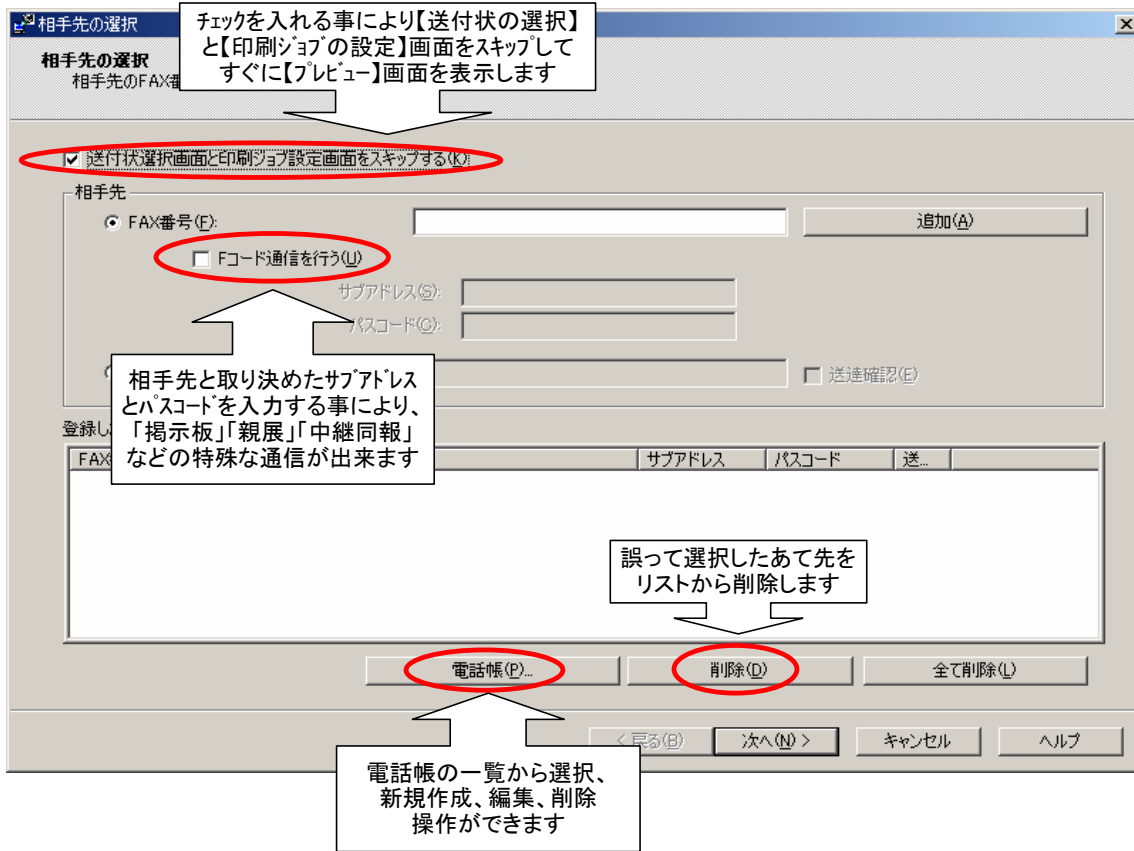 相手先の選択
ﾁｪｯｸを入れる事により【送付状の選択】
と【印刷ｼﾞｮﾌﾞの設定】画面をｽｷｯﾌﾟして
すぐに【ﾌﾟﾚﾋﾞｭｰ】画面を表示します
相手先の選択
相手先のFAX番
送付状選択画面と印刷ジョブ設定画面をスキップする(K)
相手先
FAX番号(F):
追加(A)
Fコード通信を行う(U)
サブアドレス(S):
パスコード(C):
相手先と取り決めたｻﾌﾞｱﾄﾞﾚｽ
とﾊﾟｽｺｰﾄﾞを入力する事により、
「掲示板」「親展」「中継同報」
などの特殊な通信が出来ます
送達確認(E)
登録し
FAX
サブアドレス
パスコード
送...
誤って選択したあて先を
リストから削除します
電話帳(P)...
削除(D)
全て削除(L)
< 戻る(B)
次へ(N) >
キャンセル
ヘルプ
電話帳の一覧から選択、
新規作成、編集、削除
操作ができます